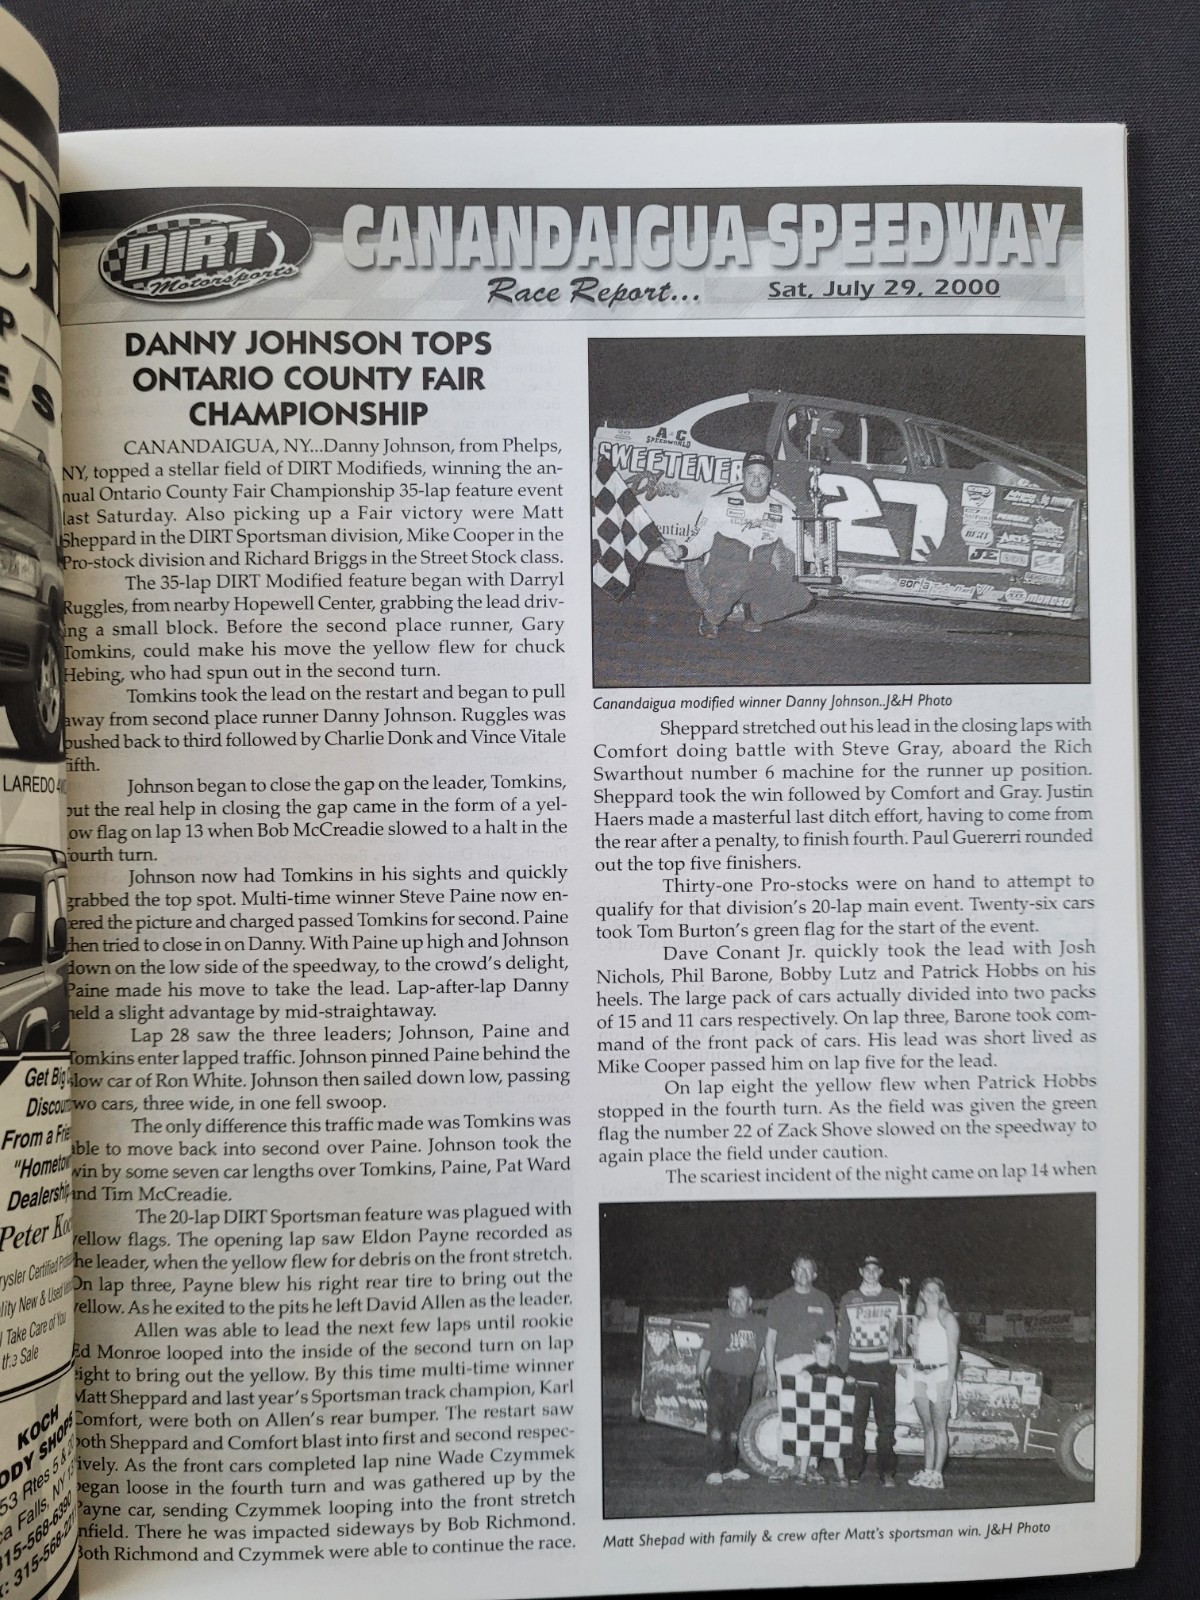 DIRT
Motorsports
CANANDAIGUA SPEEDWAY
Race Report...
Sat, July 29, 2000
DANNY JOHNSON TOPS
ONTARIO COUNTY FAIR
CHAMPIONSHIP
CANANDAIGUA, NY...Danny Johnson, from Phelps,
NY, topped a stellar field of DIRT Modifieds, winning the an-
nual Ontario County Fair Championship 35-lap feature event
last Saturday. Also picking up a Fair victory were Matt
Sheppard in the DIRT Sportsman division, Mike Cooper in the
Pro-stock division and Richard Briggs in the Street Stock class.
The 35-lap DIRT Modified feature began with Darryl
Ruggles, from nearby Hopewell Center, grabbing the lead driv-
ing a small block. Before the second place runner, Gary
Tomkins, could make his move the yellow flew for chuck
Hebing, who had spun out in the second turn.
Tomkins took the lead on the restart and began to pull
away from second place runner Danny Johnson. Ruggles was
pushed back to third followed by Charlie Donk and Vince Vitale
fifth.
Johnson began to close the gap on the leader, Tomkins,
but the real help in closing the gap came in the form of a yel-
low flag on lap 13 when Bob McCreadie slowed to a halt in the
fourth turn.
Johnson now had Tomkins in his sights and quickly
grabbed the top spot. Multi-time winner Steve Paine now en-
tered the picture and charged passed Tomkins for second. Paine
then tried to close in on Danny. With Paine up high and Johnson
down on the low side of the speedway, to the crowd's delight,
Paine made his move to take the lead. Lap-after-lap Danny
held a slight advantage by mid-straightaway.
Lap 28 saw the three leaders; Johnson, Paine and
Tomkins enter lapped traffic. Johnson pinned Paine behind the
slow car of Ron White. Johnson then sailed down low, passing
two cars, three wide, in one fell swoop.
The only difference this traffic made was Tomkins was
able to move back into second over Paine. Johnson took the
win by some seven car lengths over Tomkins, Paine, Pat Ward
and Tim McCreadie.
The 20-lap DIRT Sportsman feature was plagued with
yellow flags. The opening lap saw Eldon Payne recorded as
the leader, when the yellow flew for debris on the front stretch.
On lap three, Payne blew his right rear tire to bring out the
yellow. As he exited to the pits he left David Allen as the leader.
Allen was able to lead the next few laps until rookie
Ed Monroe looped into the inside of the second turn on lap
eight to bring out the yellow. By this time multi-time winner
Matt Sheppard and last year's Sportsman track champion, Karl
Comfort, were both on Allen's rear bumper. The restart saw
both Sheppard and Comfort blast into first and second respec-
tively. As the front cars completed lap nine Wade Czymmek
began loose in the fourth turn and was gathered up by the
Payne car, sending Czymmek looping into the front stretch
infield. There he was impacted sideways by Bob Richmond.
Both Richmond and Czymmek were able to continue the race.
A&C
SPEEDWORLD
SWEETENER
27
BERT
JE
borla
MOROSO
Canandaigua modified winner Danny Johnson..J&H Photo
Sheppard stretched out his lead in the closing laps with
Comfort doing battle with Steve Gray, aboard the Rich
Swarthout number 6 machine for the runner up position.
Sheppard took the win followed by Comfort and Gray. Justin
Haers made a masterful last ditch effort, having to come from
the rear after a penalty, to finish fourth. Paul Guererri rounded
out the top five finishers.
Thirty-one Pro-stocks were on hand to attempt to
qualify for that division's 20-lap main event. Twenty-six cars
took Tom Burton's green flag for the start of the event.
Dave Conant Jr. quickly took the lead with Josh
Nichols, Phil Barone, Bobby Lutz and Patrick Hobbs on his
heels. The large pack of cars actually divided into two packs
of 15 and 11 cars respectively. On lap three, Barone took com-
mand of the front pack of cars. His lead was short lived as
Mike Cooper passed him on lap five for the lead.
On lap eight the yellow flew when Patrick Hobbs
stopped in the fourth turn. As the field was given the green
flag the number 22 of Zack Shove slowed on the speedway to
again place the field under caution.
The scariest incident of the night came on lap 14 when
Paine
VISION
Matt Shepad with family & crew after Matt's sportsman win. J&H Photo
LAREDO
Get Big
From a
"Hometow
Dealership
Peter
Take Care of You
the Sale
KOCH
BODY SHOPS
53 Rtes 5 &
Falls, NY
315-568-6390